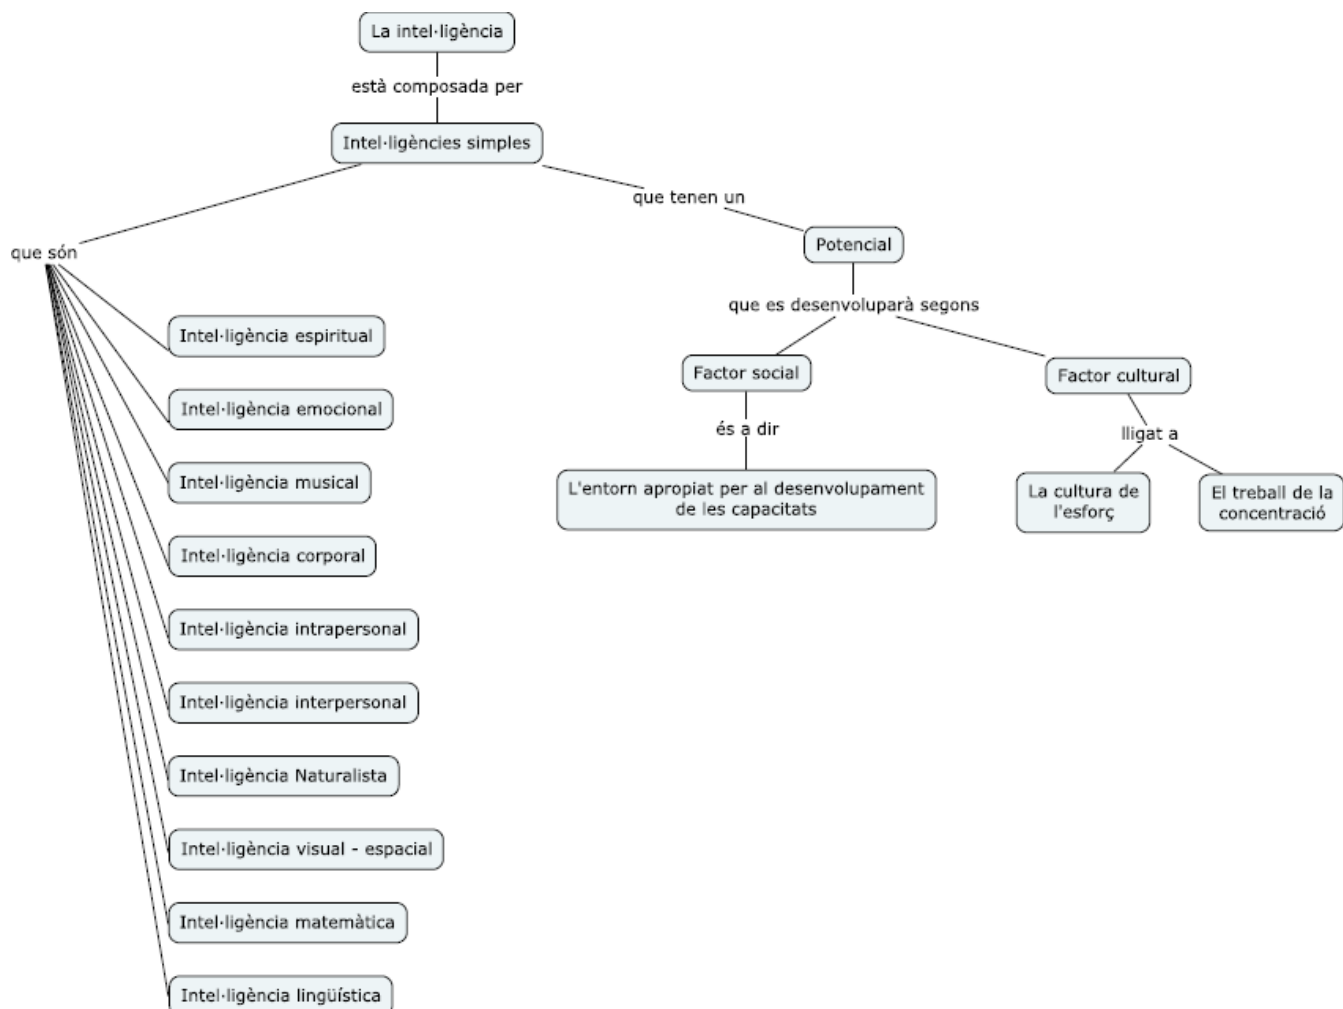 La intel·ligència
està composada per
Intel·ligències simples
que tenen un
Potencial
que són
que es desenvoluparà segons
Intel·ligència espiritual
Intel·ligència emocional
Intel·ligència musical
Intel·ligència corporal
Intel·ligència intrapersonal
Intel·ligència interpersonal
Intel·ligència Naturalista
Intel·ligència visual - espacial
Intel·ligència matemàtica
Intel·ligència lingüística
Factor social
és a dir
L'entorn apropiat per al desenvolupament
de les capacitats
Factor cultural
lligat a
La cultura de
l'esforç
El treball de la
concentració